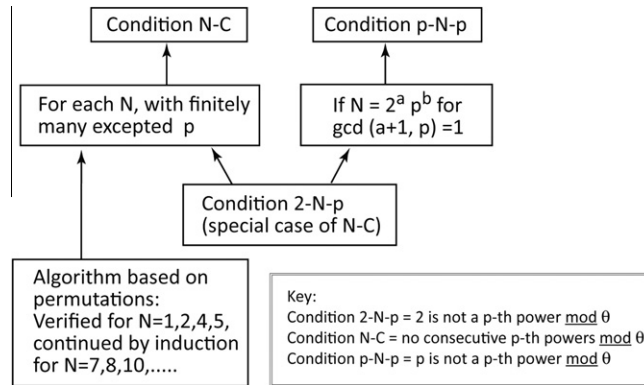 Condition N-C
Condition p-N-p
For each N, with finitely
many excepted p
If N = 2^a p^b for
gcd (a+1, p) =1
Condition 2-N-p
(special case of N-C)
Algorithm based on
permutations:
Verified for N=1,2,4,5,
continued by induction
for N=7,8,10,.....
Key:
Condition 2-N-p = 2 is not a p-th power mod θ
Condition N-C = no consecutive p-th powers mod θ
Condition p-N-p = p is not a p-th power mod θ